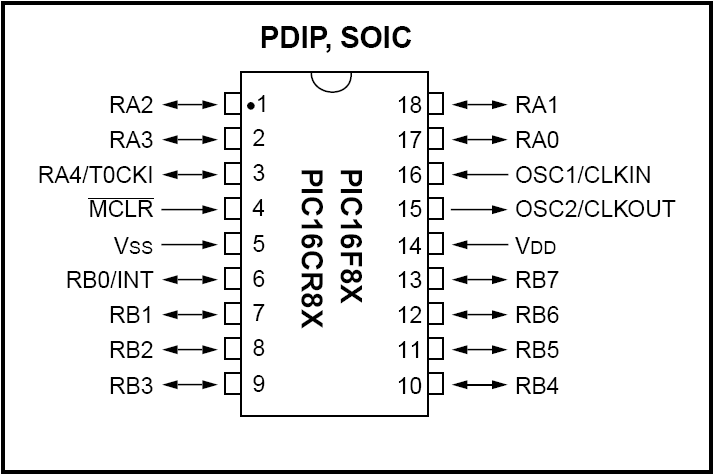 PDIP, SOIC
RA2 1 18 RA1
RA3 2 17 RA0
RA4/T0CKI 3 16 OSC1/CLKIN
MCLR 4 15 OSC2/CLKOUT
VSS 5 14 VDD
RB0/INT 6 13 RB7
RB1 7 12 RB6
RB2 8 11 RB5
RB3 9 10 RB4
PIC16F8X
PIC16CR8X